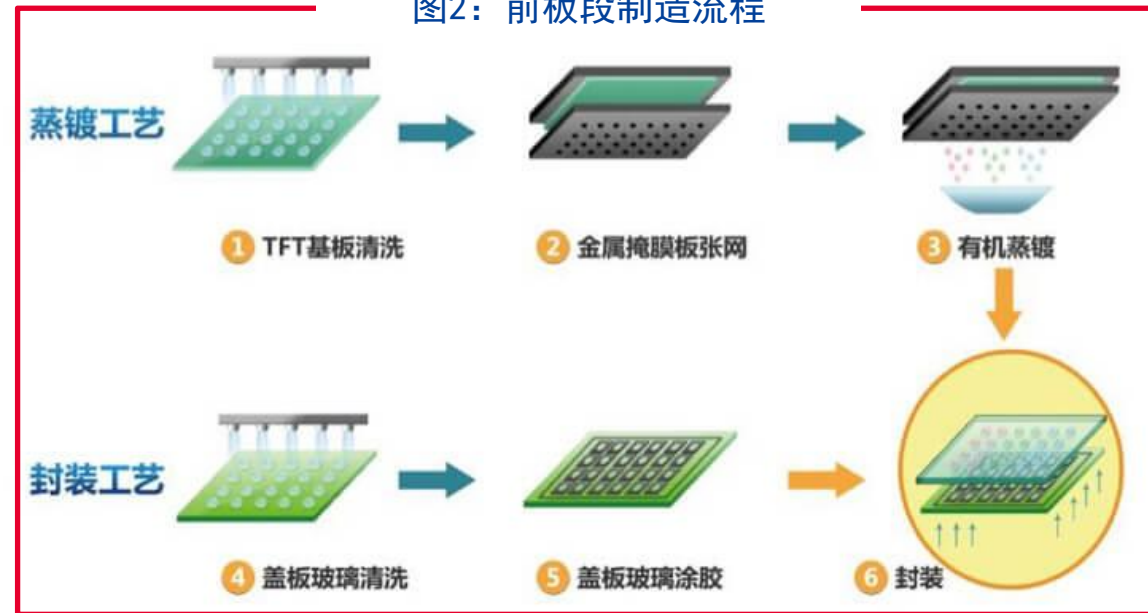 图2：前板段制造流程
蒸镀工艺
1 TFT基板清洗
2 金属掩膜板张网
3 有机蒸镀
封装工艺
4 盖板玻璃清洗
5 盖板玻璃涂胶
6 封装